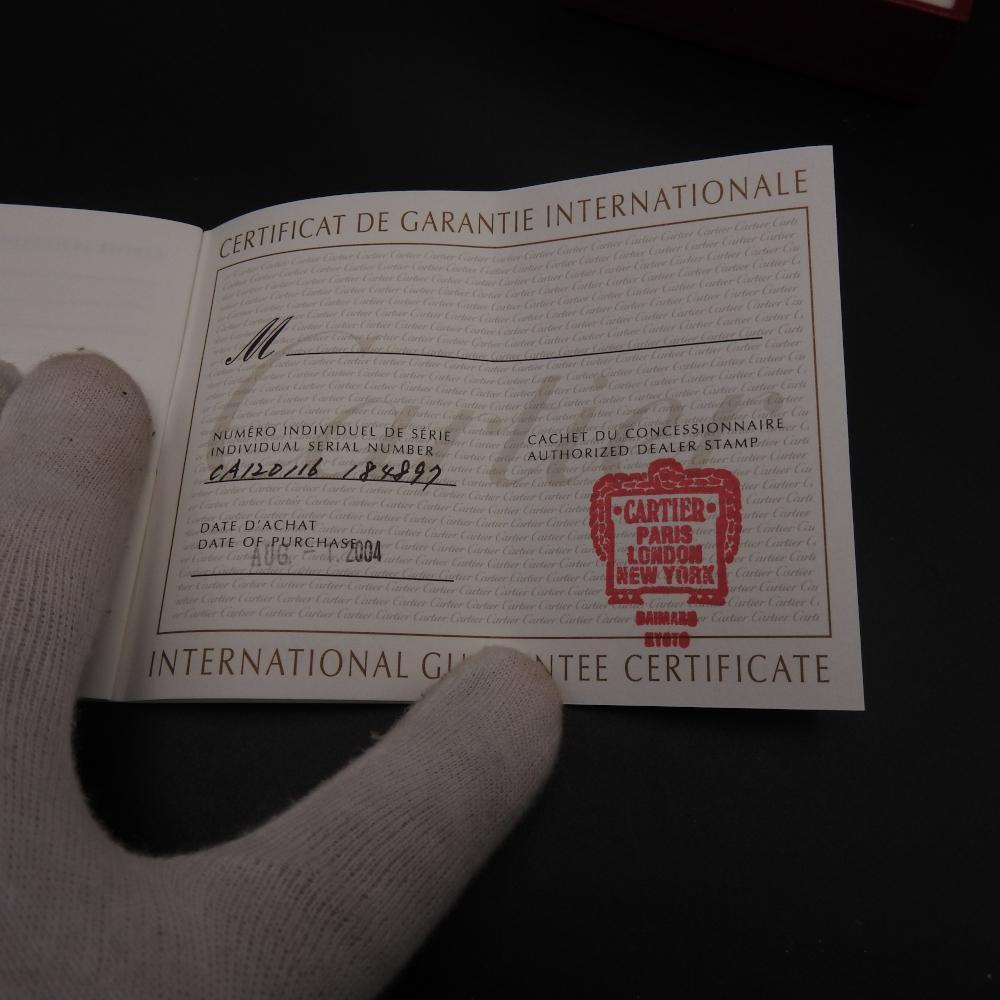 CERTIFICAT DE GARANTIE INTERNATIONALE
Cartier
M
NUMÉRO INDIVIDUEL DE SÉRIE
INDIVIDUAL SERIAL NUMBER
CA120116 184897
DATE D'ACHAT
DATE OF PURCHASE
AUG. - 1. 2004
CACHET DU CONCESSIONNAIRE
AUTHORIZED DEALER STAMP
CARTIER
PARIS
LONDON
NEW YORK
DAIMARU
KYOTO
INTERNATIONAL CERTIFICATE